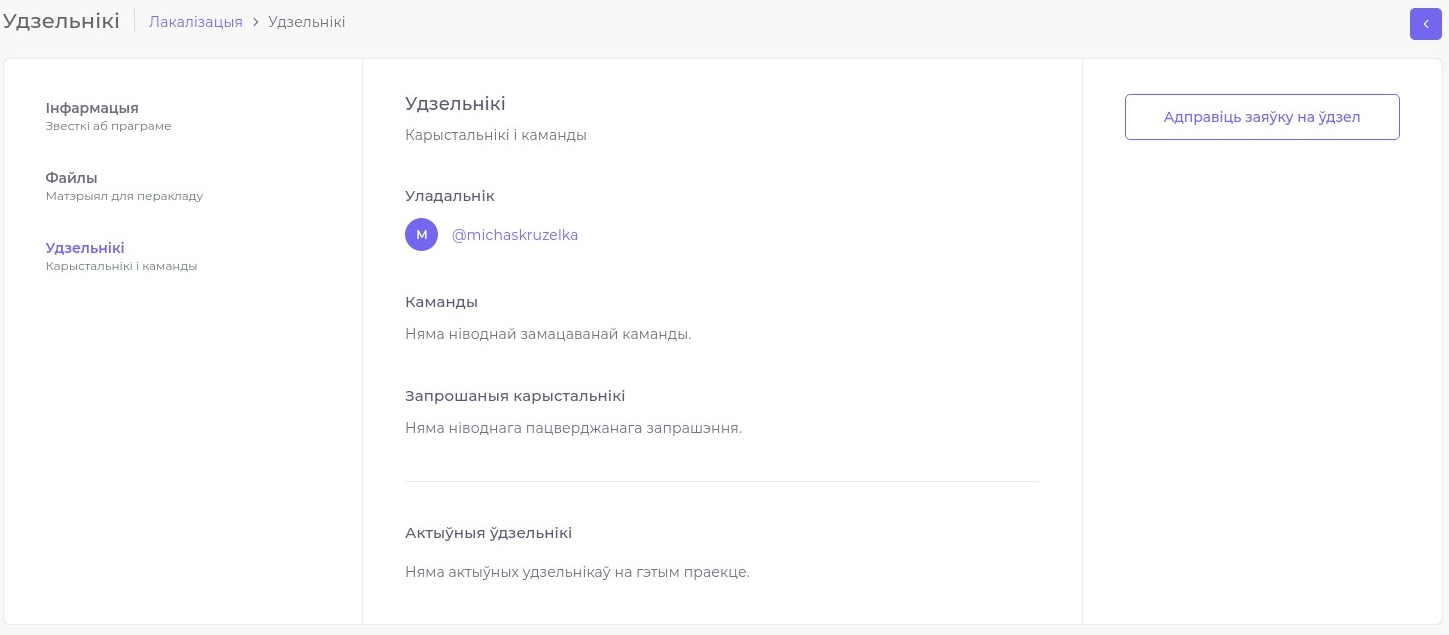 Удзельнікі
Лакалізацыя > Удзельнікі
Інфармацыя
Звесткі аб праграме
Файлы
Матэрыял для перакладу
Удзельнікі
Карыстальнікі і каманды
Удзельнікі
Карыстальнікі і каманды
Уладальнік
M @michaskruzelka
Каманды
Няма ніводнай замацаванай каманды.
Запрошаныя карыстальнікі
Няма ніводнага пацверджанага запрашэння.
Актыўныя ўдзельнікі
Няма актыўных удзельнікаў на гэтым праекце.
Адправіць заяўку на ўдзел